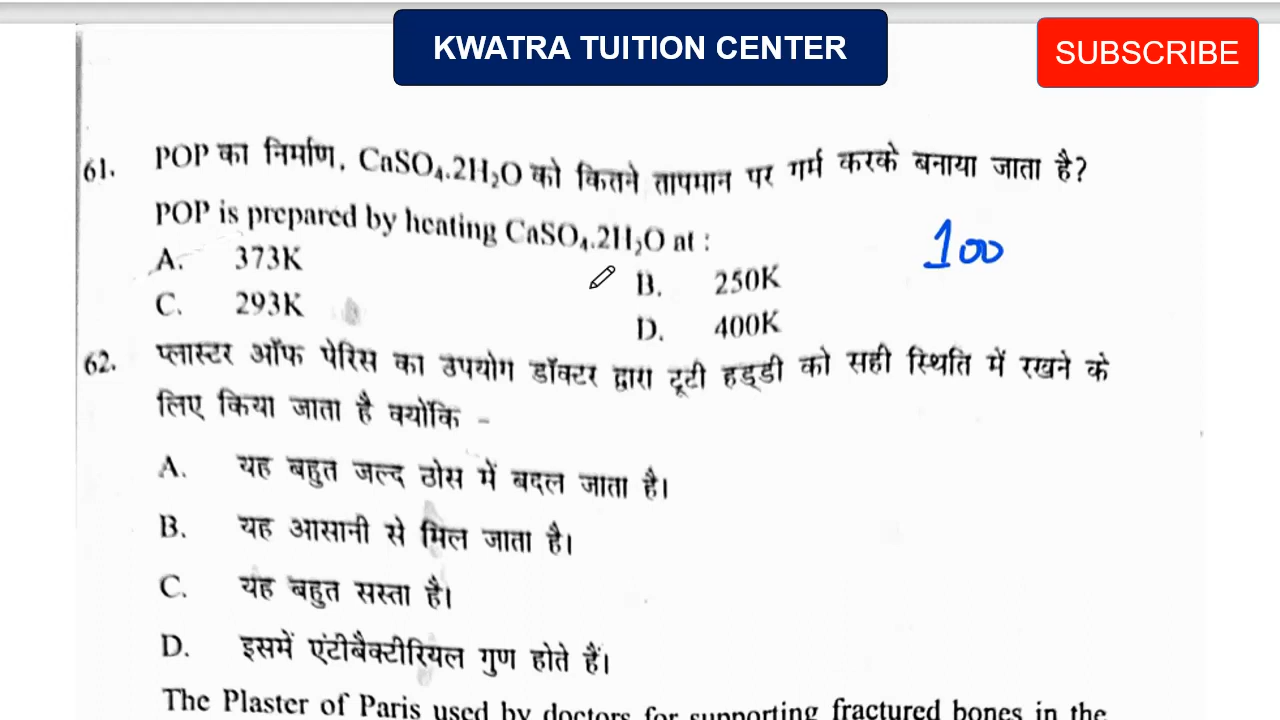 KWATRA TUITION CENTER
SUBSCRIBE
61. POP का निर्माण, CaSO₄.2H₂O को कितने तापमान पर गर्म करके बनाया जाता है?
POP is prepared by heating CaSO₄.2H₂O at :
100
A. 373K
B. 250K
C. 293K
D. 400K
62. प्लास्टर ऑफ पेरिस का उपयोग डॉक्टर द्वारा टूटी हड्डी को सही स्थिति में रखने के
लिए किया जाता है क्योंकि -
A. यह बहुत जल्द ठोस में बदल जाता है।
B. यह आसानी से मिल जाता है।
C. यह बहुत सस्ता है।
D. इसमें एंटीबैक्टीरियल गुण होते हैं।
The Plaster of Paris used by doctors for supporting fractured bones in the